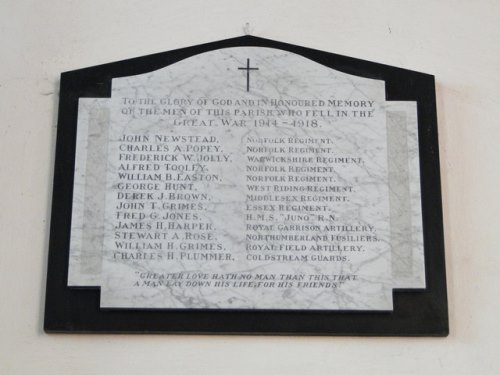 TO THE GLORY OF GOD AND IN HONOURED MEMORY
OF THE MEN OF THIS PARISH WHO FELL IN THE
GREAT WAR 1914-1918.
JOHN NEWSTEAD, NORFOLK REGIMENT.
CHARLES A. POPEY, NORFOLK REGIMENT.
FREDERICK W. JOLLY, WARWICKSHIRE REGIMENT.
ALFRED TOOLEY, NORFOLK REGIMENT.
WILLIAM B. EASTON, NORFOLK REGIMENT.
GEORGE HUNT, WEST RIDING REGIMENT.
DEREK J. BROWN, MIDDLESEX REGIMENT.
JOHN T. GRIMES, ESSEX REGIMENT.
FRED G. JONES, H.M.S. "JUNO" R.N.
JAMES H. HARPER, ROYAL GARRISON ARTILLERY.
STEWART A. ROSE, NORTHUMBERLAND FUSILIERS.
WILLIAM H. GRIMES, ROYAL FIELD ARTILLERY.
CHARLES H. PLUMMER, COLDSTREAM GUARDS.
"GREATER LOVE HATH NO MAN THAN THIS, THAT
A MAN LAY DOWN HIS LIFE, FOR HIS FRIENDS."